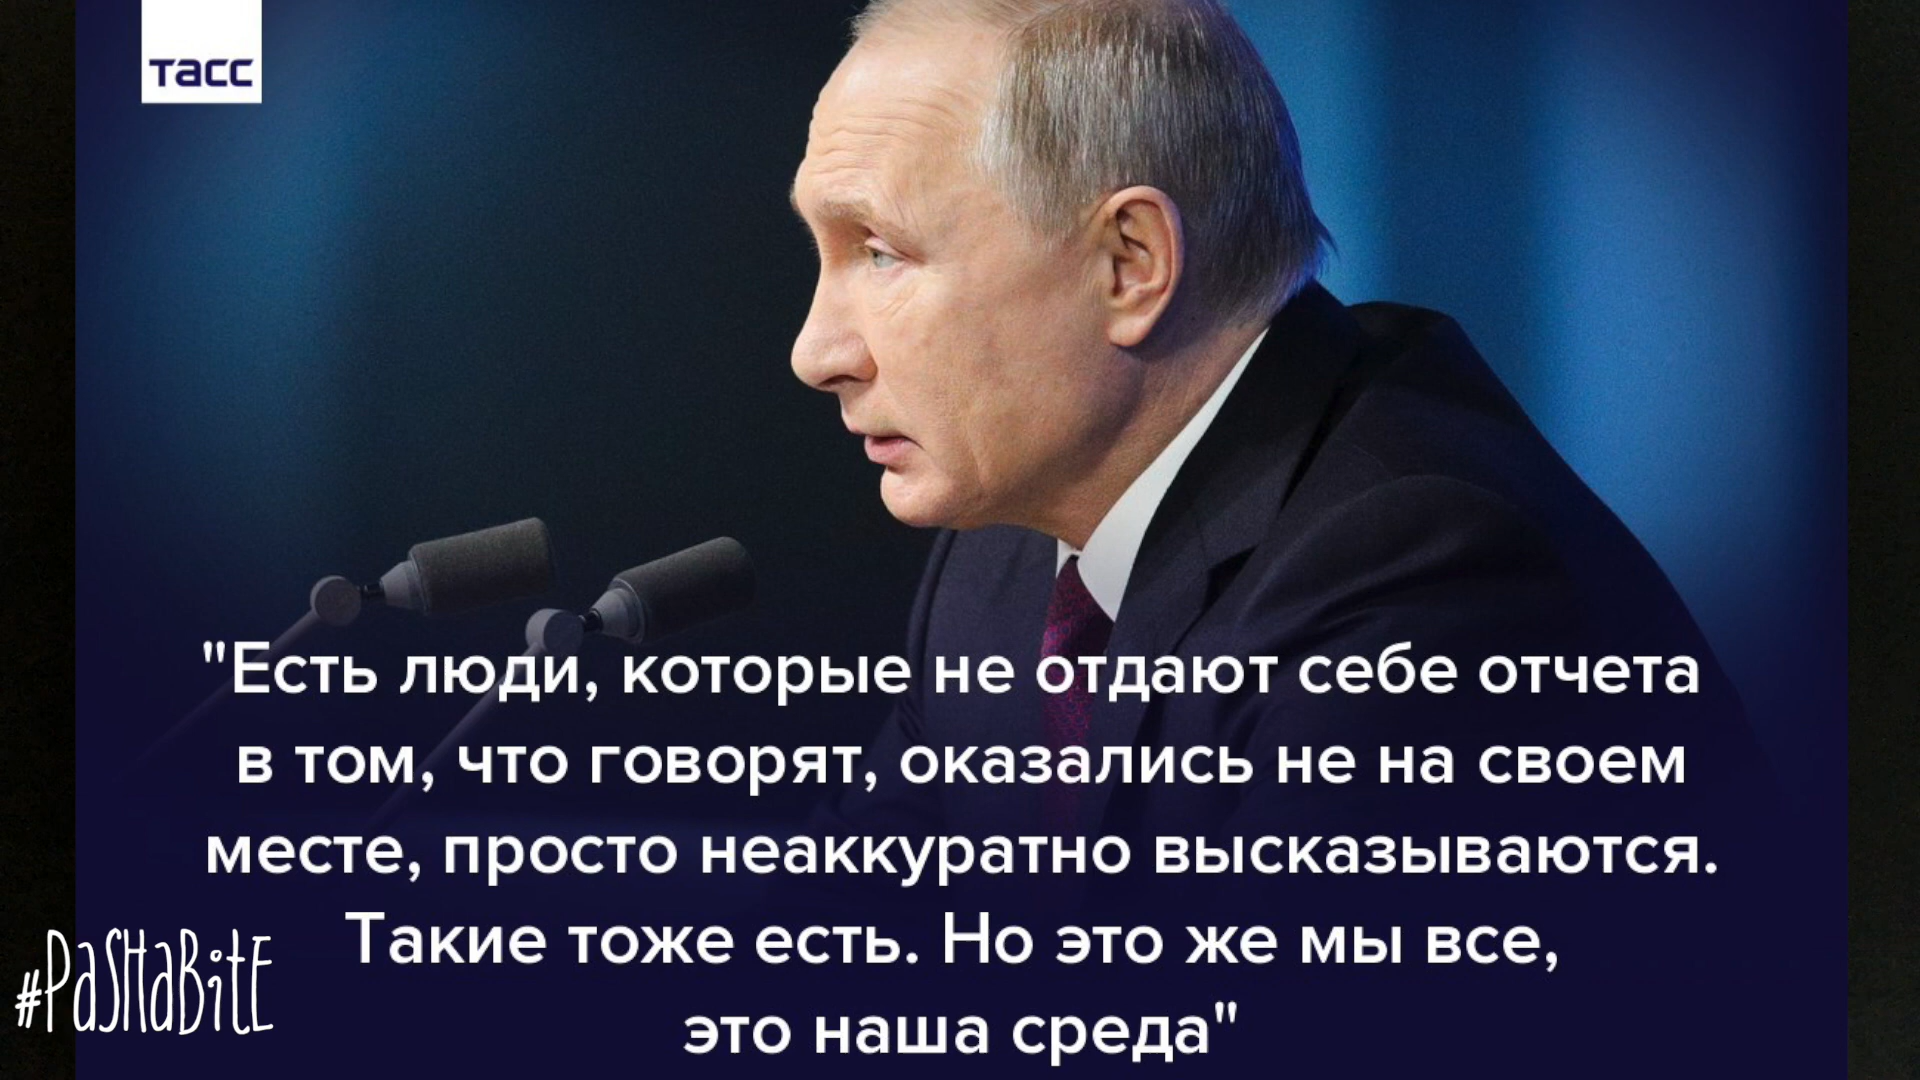 тасс
"Есть люди, которые не отдают себе отчета
в том, что говорят, оказались не на своем
месте, просто неаккуратно высказываются.
Такие тоже есть. Но это же мы все,
это наша среда"
#PaSHaBitE